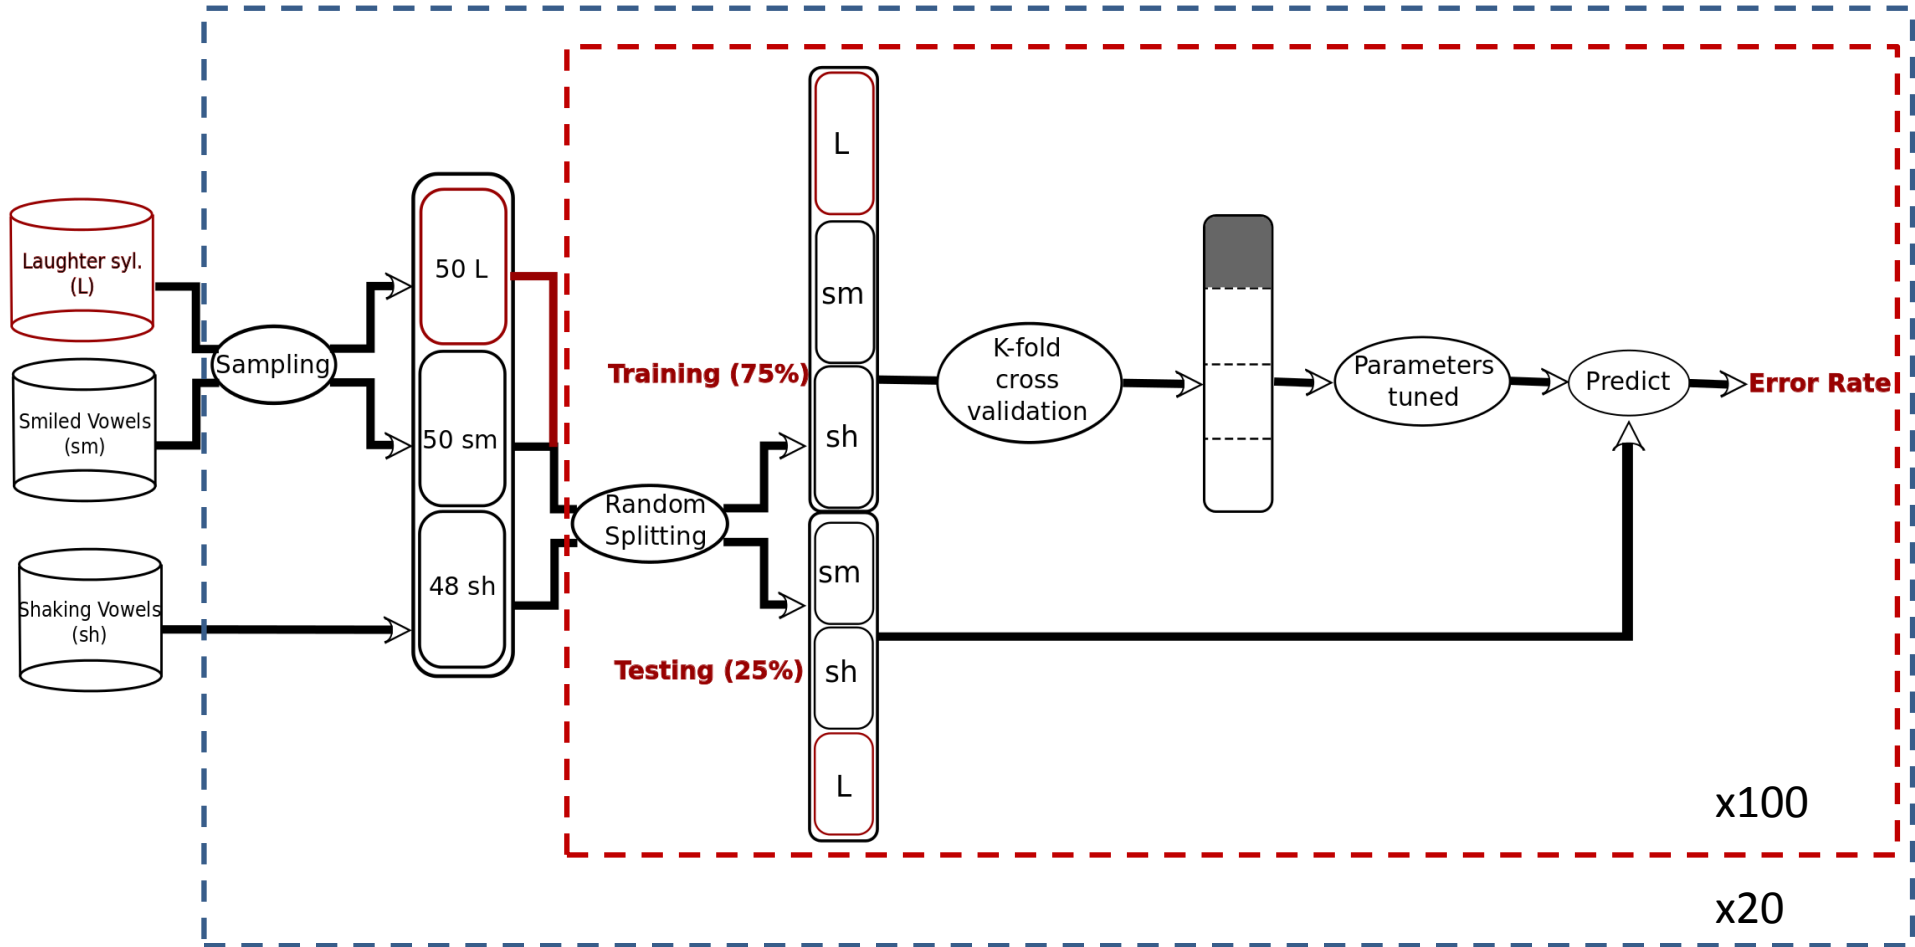 Laughter syl.
(L)
Smiled Vowels
(sm)
Shaking Vowels
(sh)
Sampling
50 L
50 sm
48 sh
Random
Splitting
Training (75%)
L
sm
sh
Testing (25%)
sm
sh
L
K-fold
cross
validation
Parameters
tuned
Predict
Error Rate
x100
x20